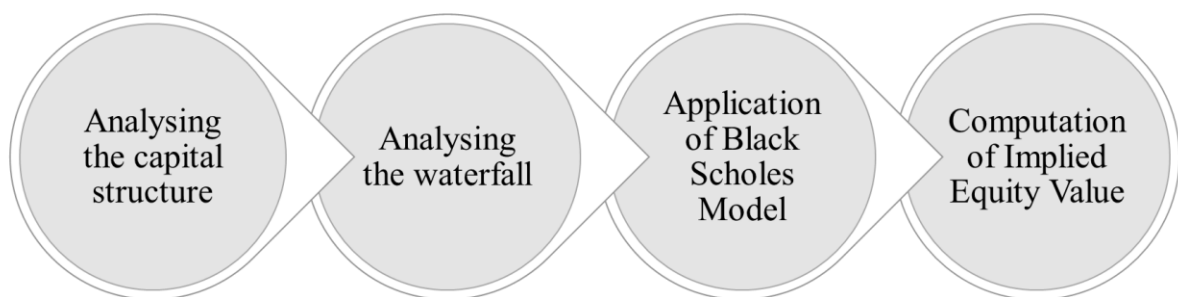 Analysing
the capital
structure
Analysing
the waterfall
Application
of Black
Scholes
Model
Computation
of Implied
Equity Value